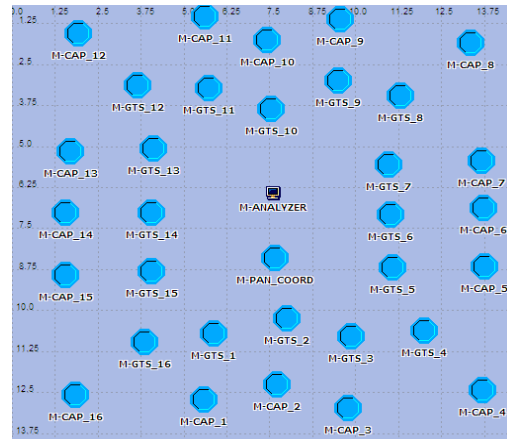 0.0 1.25 2.5 3.75 5.0 6.25 7.5 8.75 10.0 11.25 12.5 13.75
1.25
M-CAP_11
M-CAP_9
M-CAP_12
M-CAP_10
M-CAP_8
2.5
M-GTS_12
M-GTS_11
M-GTS_9
3.75
M-GTS_8
M-GTS_10
5.0
M-CAP_13
M-GTS_13
M-GTS_7
M-CAP_7
6.25
M-ANALYZER
7.5
M-CAP_14
M-GTS_14
M-GTS_6
M-CAP_6
8.75
M-PAN_COORD
M-CAP_15
M-GTS_15
M-GTS_5
M-CAP_5
10.0
M-GTS_2
M-GTS_1
M-GTS_3
M-GTS_4
11.25
M-GTS_16
12.5
M-CAP_16
M-CAP_1
M-CAP_2
M-CAP_3
M-CAP_4
13.75